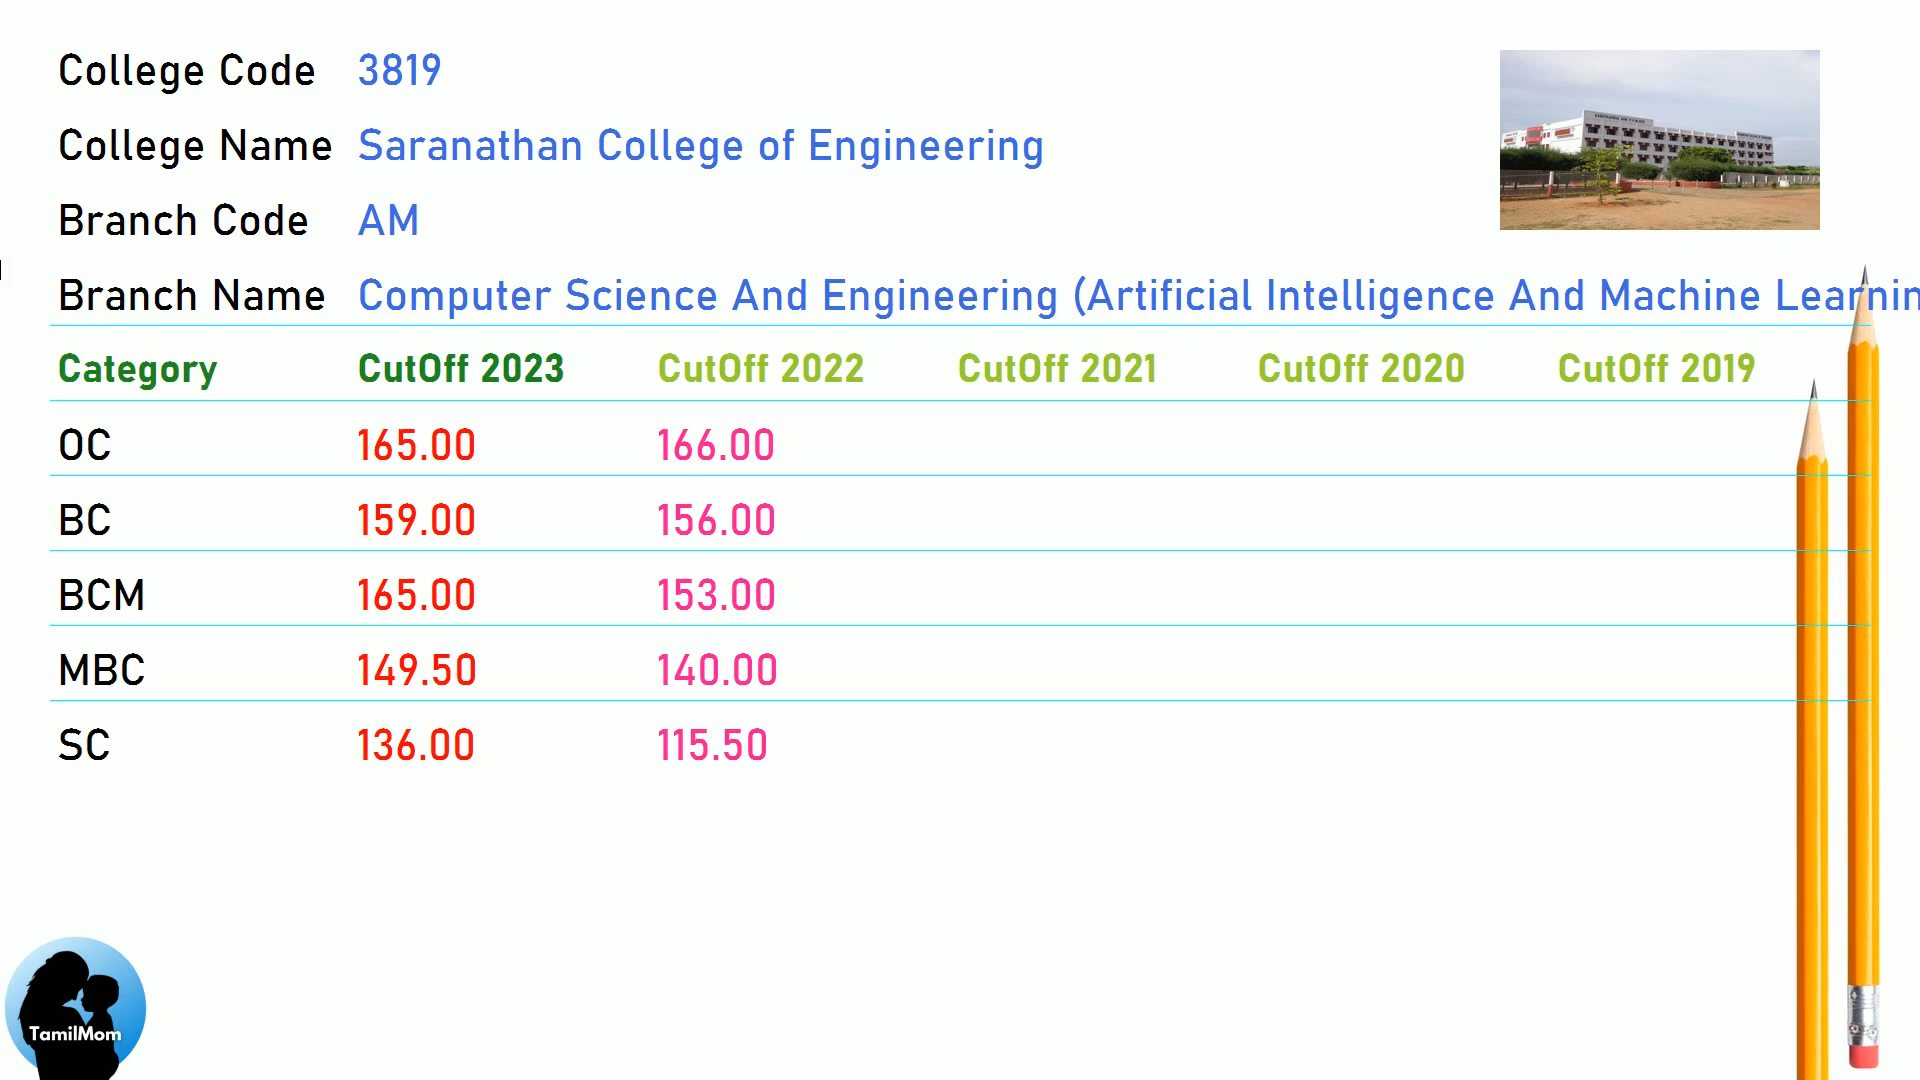 College Code 3819
College Name Saranathan College of Engineering
Branch Code AM
Branch Name Computer Science And Engineering (Artificial Intelligence And Machine Learnin
Category CutOff 2023 CutOff 2022 CutOff 2021 CutOff 2020 CutOff 2019
OC 165.00 166.00
BC 159.00 156.00
BCM 165.00 153.00
MBC 149.50 140.00
SC 136.00 115.50
TamilMom